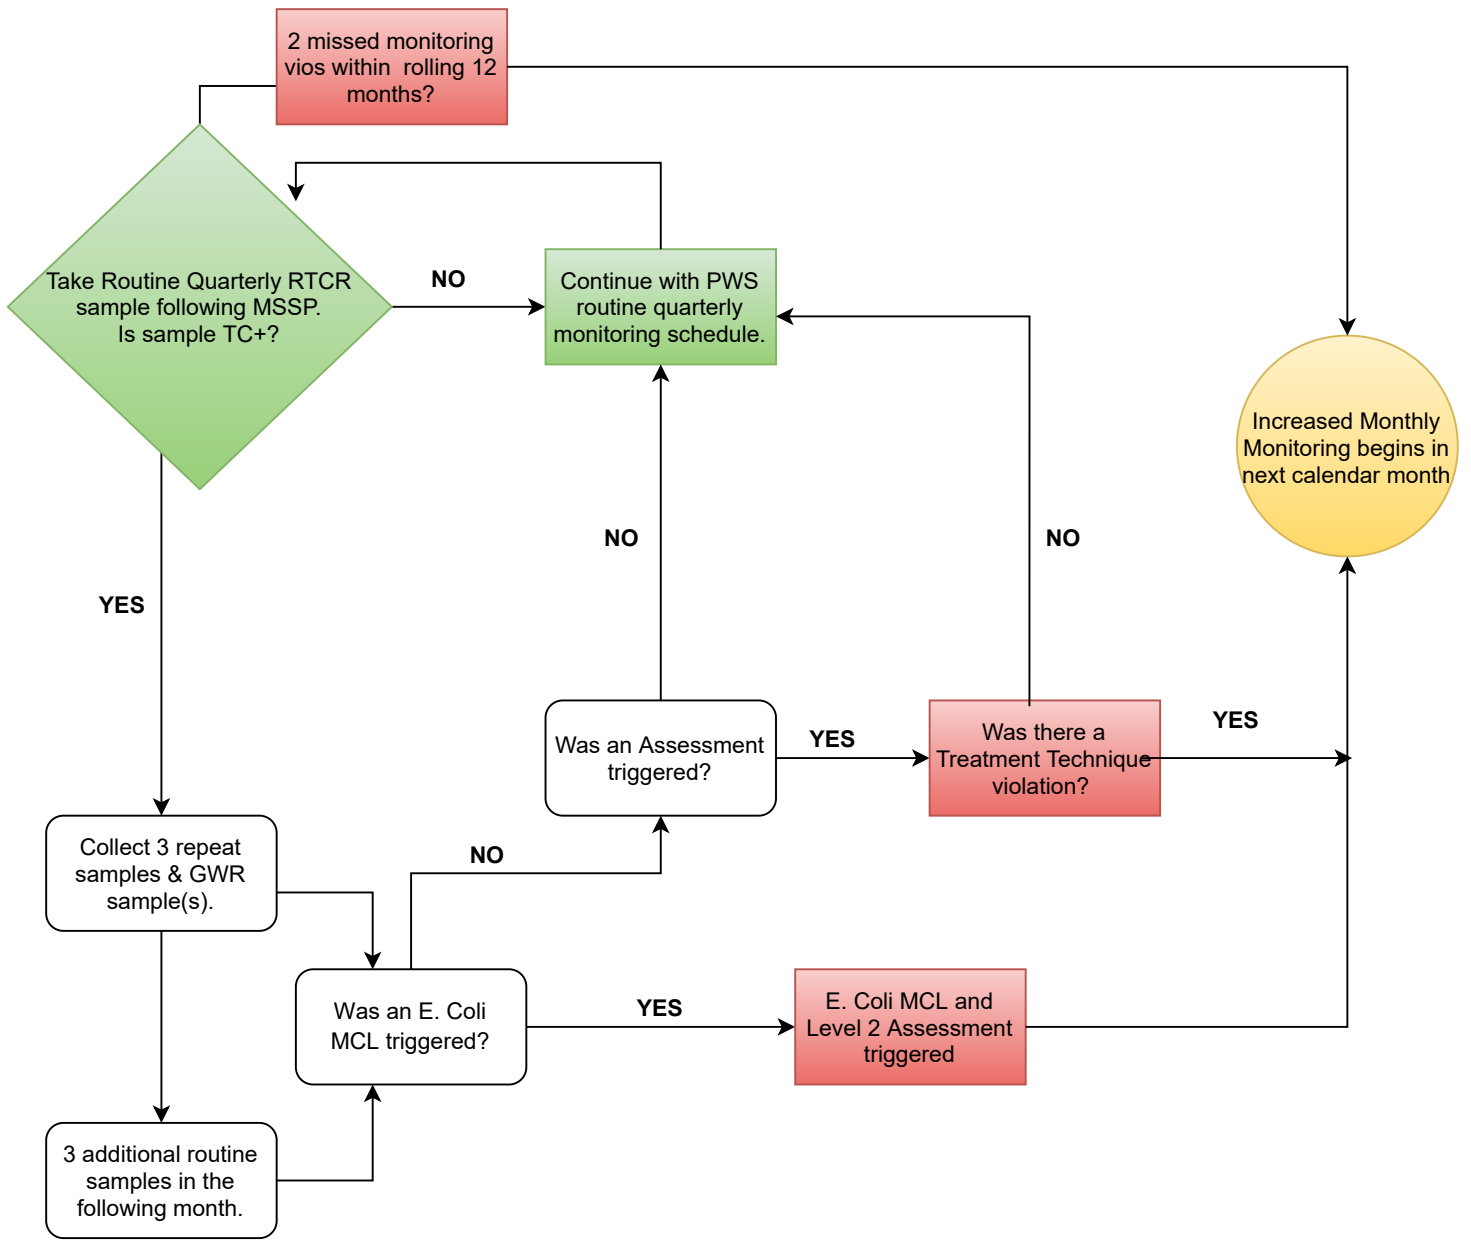 2 missed monitoring
vios within rolling 12
months?
Take Routine Quarterly RTCR
sample following MSSP.
Is sample TC+?
NO
Continue with PWS
routine quarterly
monitoring schedule.
Increased Monthly
Monitoring begins in
next calendar month
NO
NO
YES
Was an Assessment
triggered?
YES
Was there a
Treatment Technique
violation?
YES
Collect 3 repeat
samples & GWR
sample(s).
NO
Was an E. Coli
MCL triggered?
YES
E. Coli MCL and
Level 2 Assessment
triggered
3 additional routine
samples in the
following month.